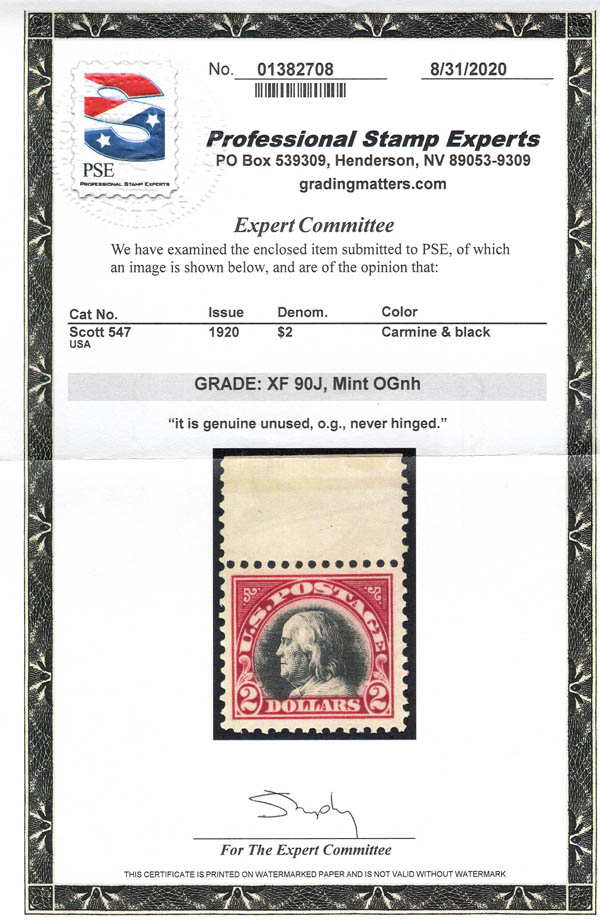 No. 01382708 8/31/2020
PSE
PROFESSIONAL STAMP EXPERTS
Professional Stamp Experts
PO Box 539309, Henderson, NV 89053-9309
gradingmatters.com
Expert Committee
We have examined the enclosed item submitted to PSE, of which
an image is shown below, and are of the opinion that:
Cat No. Issue Denom. Color
Scott 547 1920 $2 Carmine & black
USA
GRADE: XF 90J, Mint OGnh
“it is genuine unused, o.g., never hinged.”
U.S. POSTAGE
2 DOLLARS 2
For The Expert Committee
THIS CERTIFICATE IS PRINTED ON WATERMARKED PAPER AND IS NOT VALID WITHOUT WATERMARK